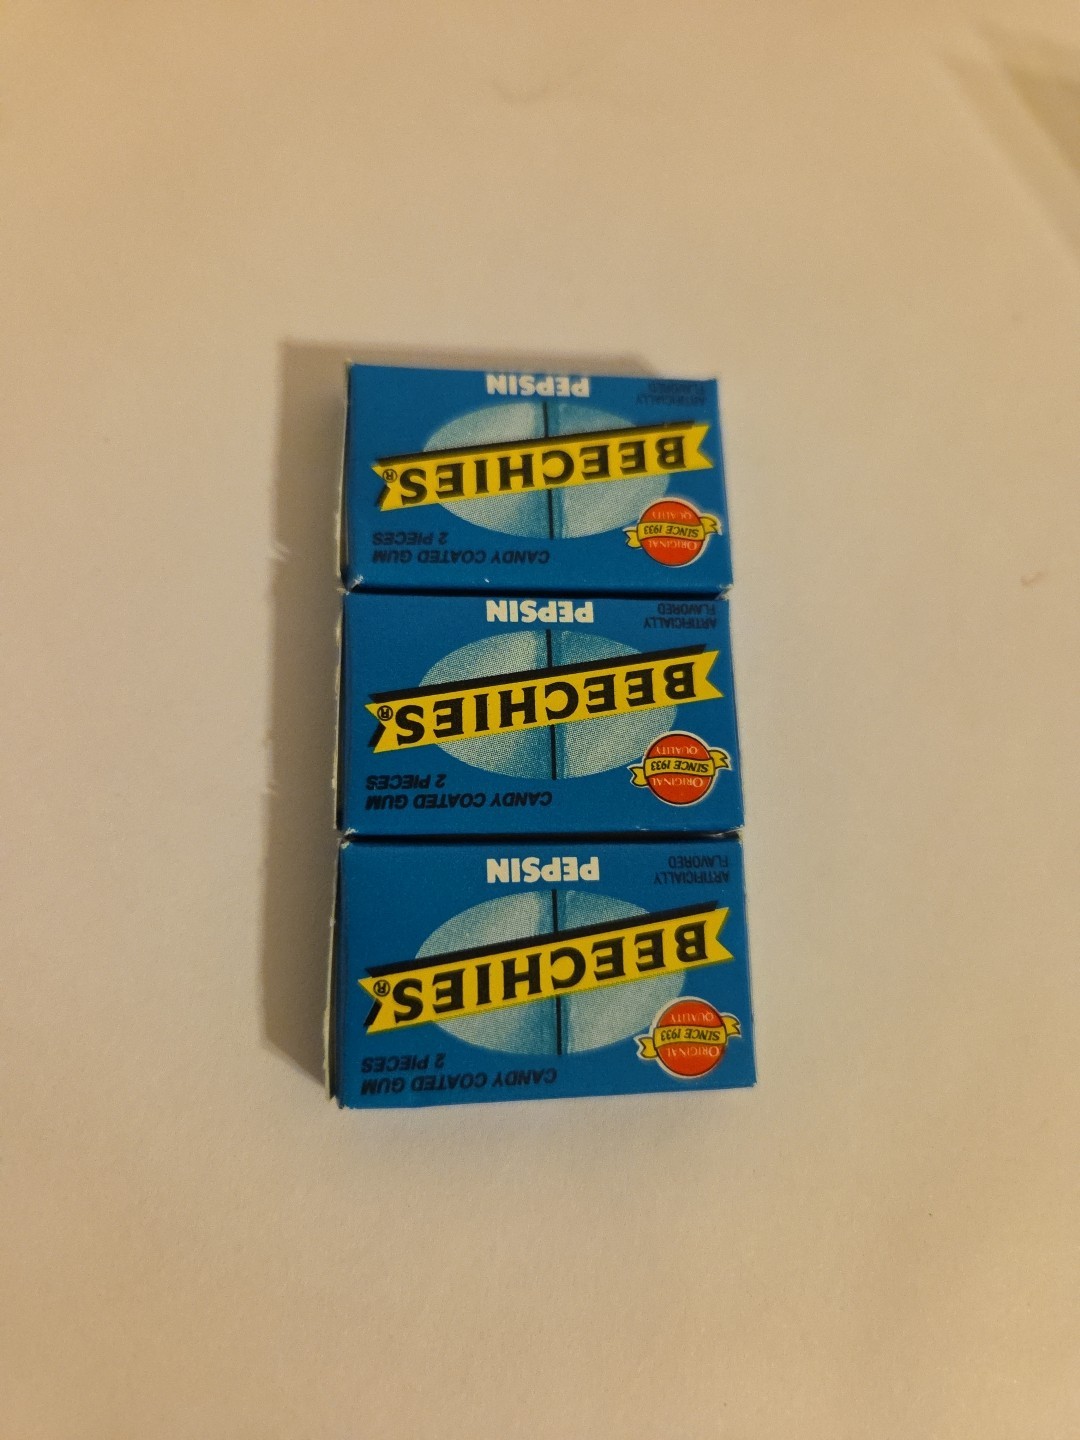 CANDY COATED GUM
2 PIECES
ORIGINAL
SINCE 1933
QUALITY
BEECHIES®
ARTIFICIALLY
FLAVORED
PEPSIN
CANDY COATED GUM
2 PIECES
ORIGINAL
SINCE 1933
QUALITY
BEECHIES®
ARTIFICIALLY
FLAVORED
PEPSIN
CANDY COATED GUM
2 PIECES
ORIGINAL
SINCE 1933
QUALITY
BEECHIES®
ARTIFICIALLY
FLAVORED
PEPSIN